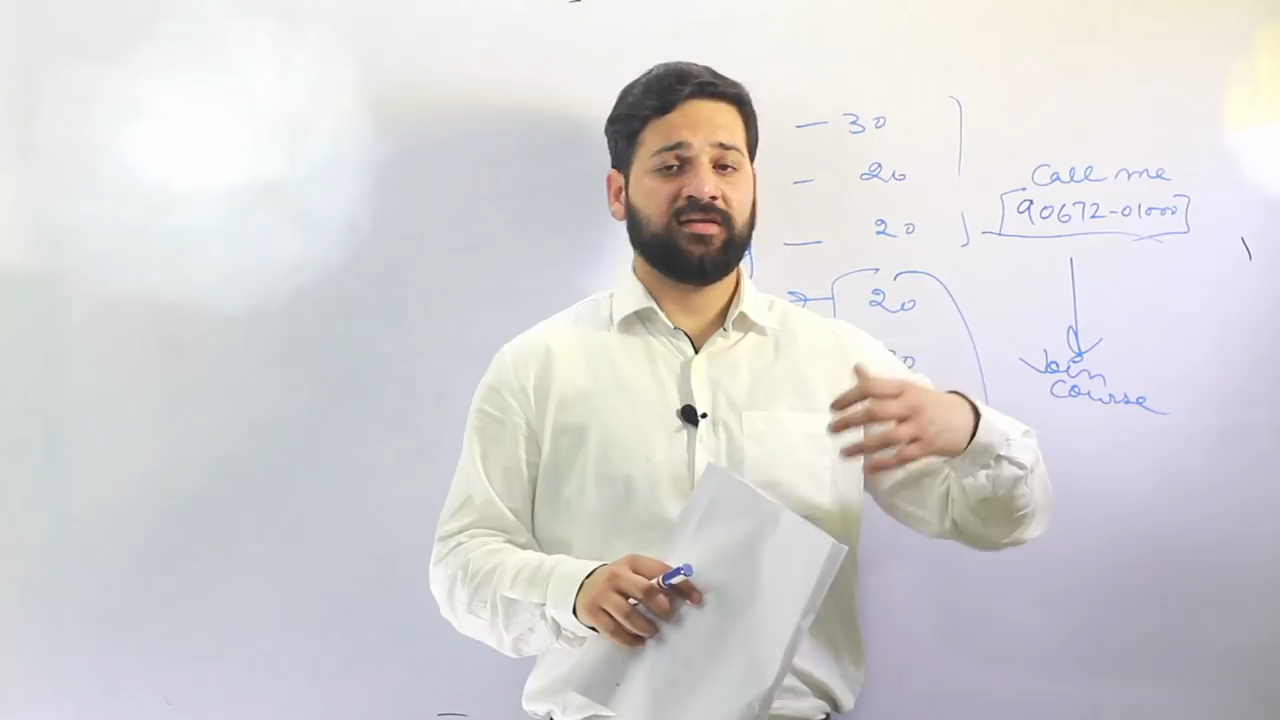 — 30
— 20
— 20
20
Call me
90672-01000
Join
Course